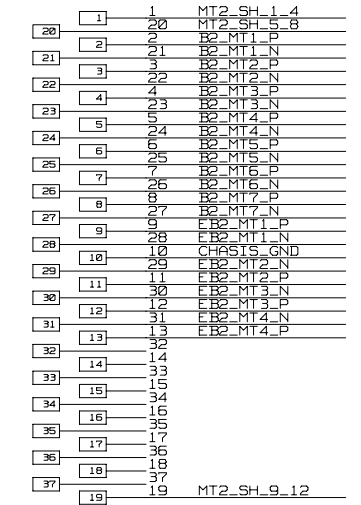 1 1 MT2_SH_1_4
20 20 MT2_SH_5_8
2 2 B2_MT1_P
21 21 B2_MT1_N
3 3 B2_MT2_P
22 22 B2_MT2_N
4 4 B2_MT3_P
23 23 B2_MT3_N
5 5 B2_MT4_P
24 24 B2_MT4_N
6 6 B2_MT5_P
25 25 B2_MT5_N
7 7 B2_MT6_P
26 26 B2_MT6_N
8 8 B2_MT7_P
27 27 B2_MT7_N
9 9 EB2_MT1_P
28 28 EB2_MT1_N
10 10 CHASIS_GND
29 29 EB2_MT2_N
11 11 EB2_MT2_P
30 30 EB2_MT3_N
12 12 EB2_MT3_P
31 31 EB2_MT4_N
13 13 EB2_MT4_P
32 32
14 14
33 33
15 15
34 34
16 16
35 35
17 17
36 36
18 18
37 37
19 19 MT2_SH_9_12